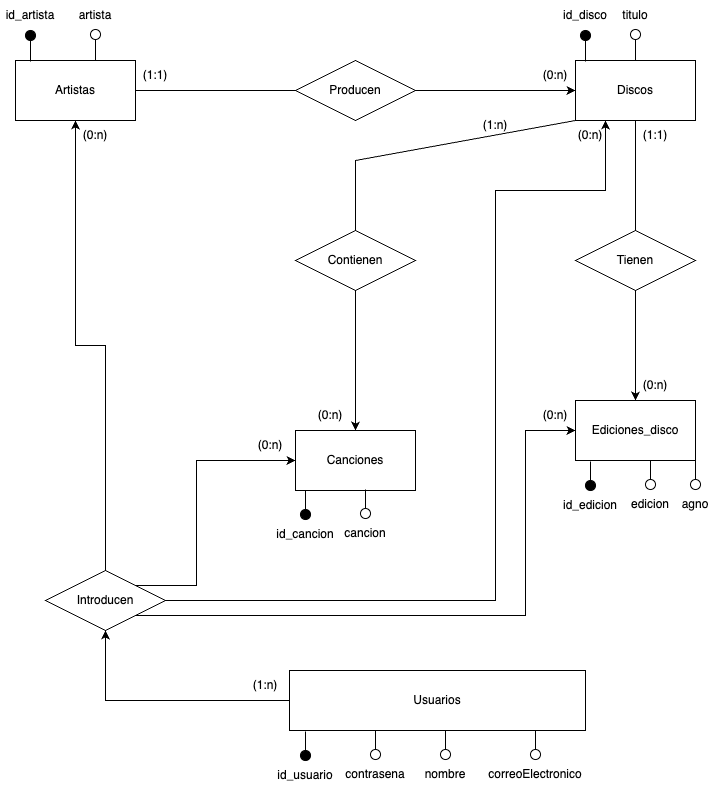 id_artista artista id_disco titulo
Artistas (1:1) Producen (0:n) Discos
(0:n) (1:n) (0:n) (1:1)
Contienen Tienen
(0:n)
(0:n) (0:n) Ediciones_disco
(0:n) Canciones
id_edicion edicion agno
id_cancion cancion
Introducen
(1:n) Usuarios
id_usuario contrasena nombre correoElectronico